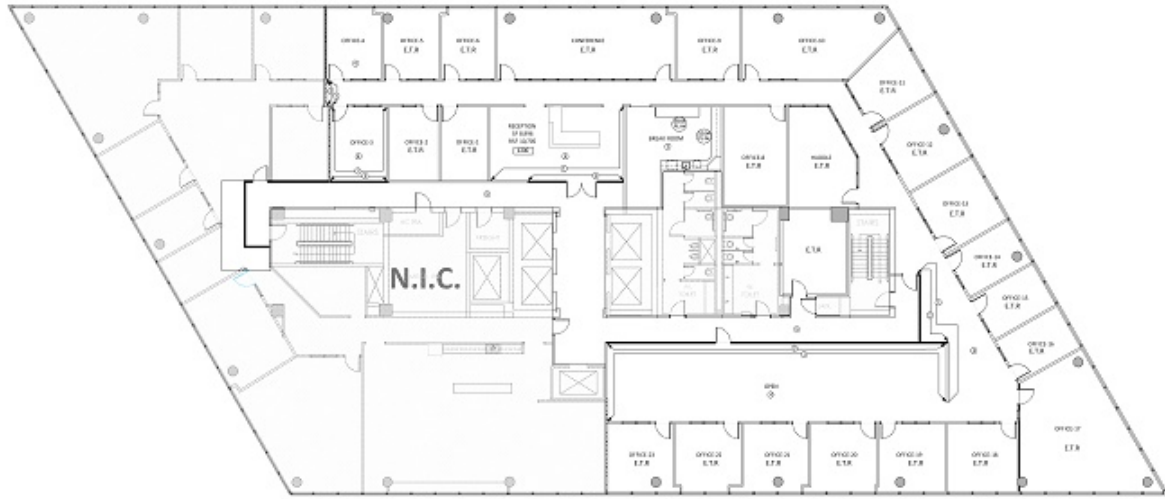 OFFICE-4
OFFICE-5
E.T.R
OFFICE-6
E.T.R
CONFERENCE
E.T.R
OFFICE-9
E.T.R
OFFICE-10
E.T.R
OFFICE-11
E.T.R
OFFICE-3
OFFICE-2
E.T.R
OFFICE-1
E.T.R
RECEPTION
BREAK ROOM
OFFICE-8
E.T.R
HUDDLE
E.T.R
OFFICE-12
E.T.R
OFFICE-13
E.T.R
STAIRS
E.T.R
STAIRS
OFFICE-14
E.T.R
N.I.C.
OFFICE-15
E.T.R
OFFICE-16
E.T.R
OPEN
OFFICE-17
E.T.R
OFFICE-23
E.T.R
OFFICE-22
E.T.R
OFFICE-21
E.T.R
OFFICE-20
E.T.R
OFFICE-19
E.T.R
OFFICE-18
E.T.R